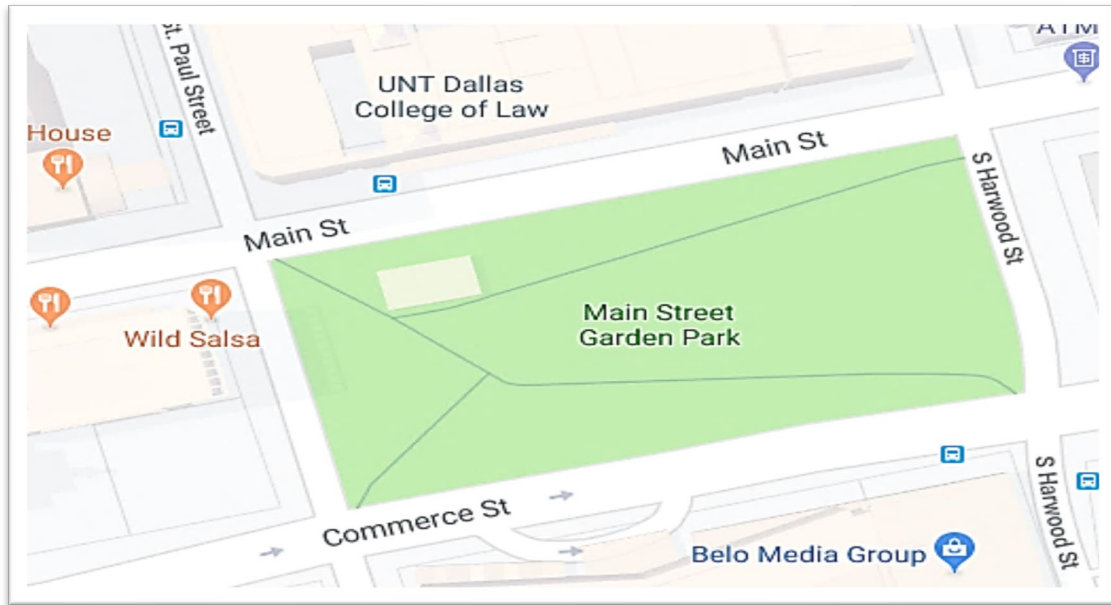 ATM
St. Paul Street
UNT Dallas
College of Law
House
Main St
S Harwood St
Main St
Main Street
Garden Park
Wild Salsa
Commerce St
S Harwood St
Belo Media Group